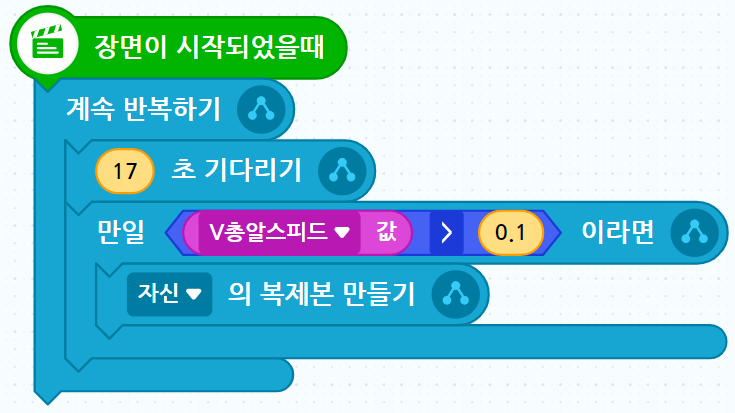 장면이 시작되었을때
계속 반복하기
17 초 기다리기
만일 V총알스피드 값 > 0.1 이라면
자신 의 복제본 만들기